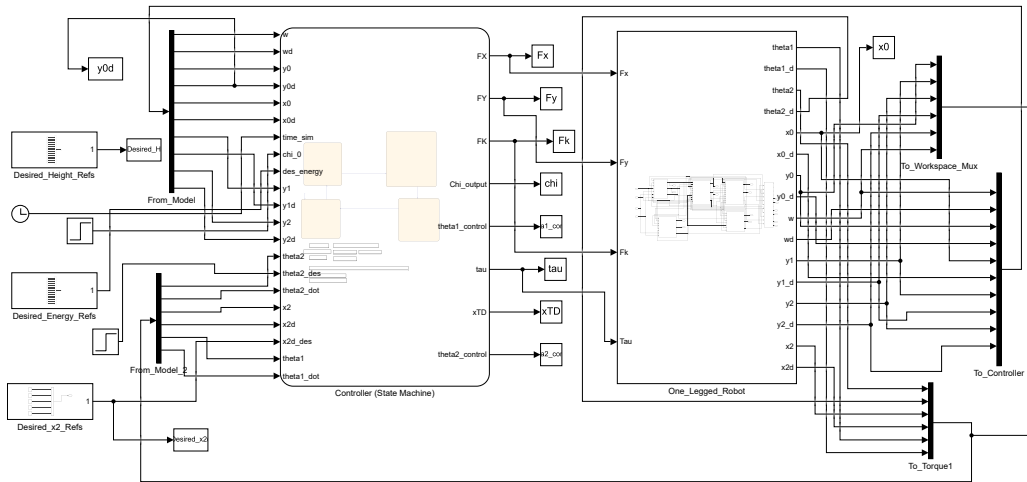 y0d
1
Desired_Height_Refs
Desired_H
From_Model
1
Desired_Energy_Refs
From_Model_2
1
Desired_x2_Refs
w
wd
y0
y0d
x0
x0d
time_sim
chi_0
des_energy
y1
y1d
y2
y2d
theta2
theta2_des
theta2_dot
x2
x2d
x2d_des
theta1
theta1_dot
FX
FY
FK
Chi_output
theta1_control
tau
xTD
theta2_control
Controller (State Machine)
Fx
Fy
Fk
chi
tau
xTD
Fx
Fy
Fk
Tau
theta1
theta1_d
theta2
theta2_d
x0
x0_d
y0
y0_d
w
wd
y1
y1_d
y2
y2_d
x2
x2d
One_Legged_Robot
x0
To_Workspace_Mux
To_Controller
To_Torque1